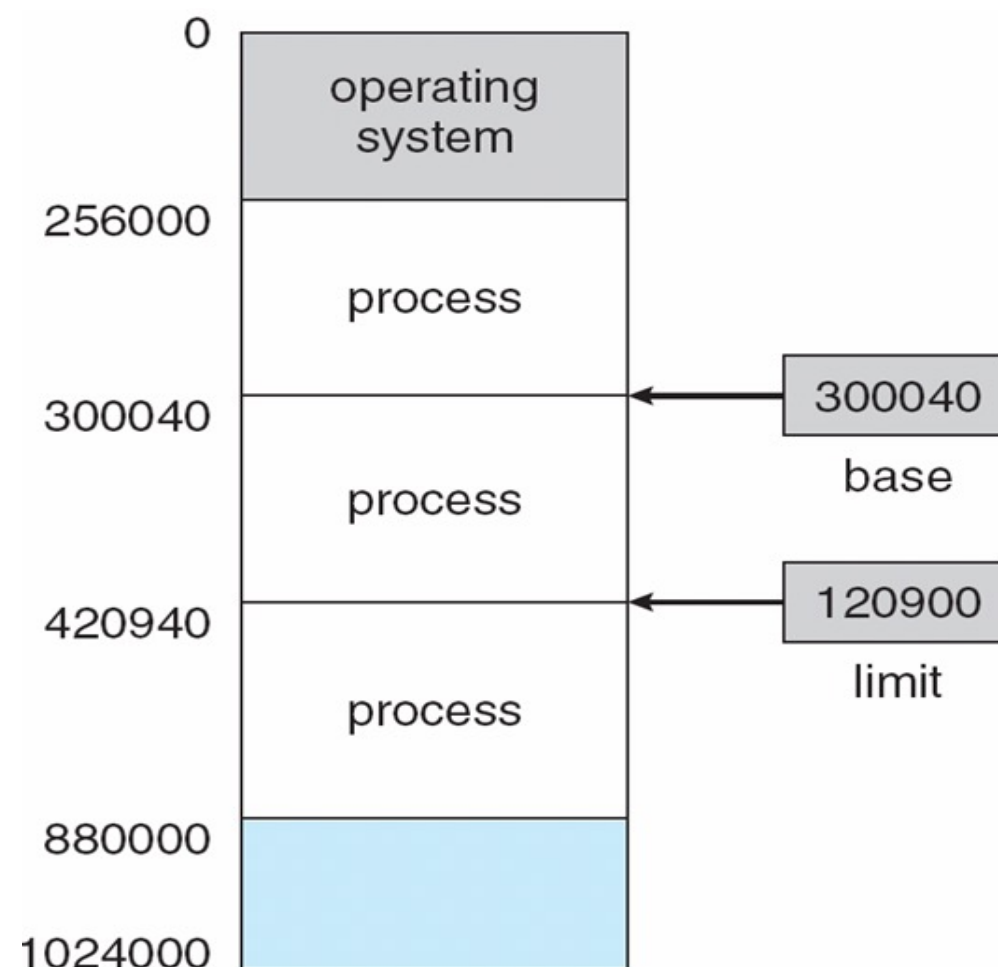 0
operating
system
256000
process
300040
300040
base
process
120900
420940
limit
process
880000
1024000